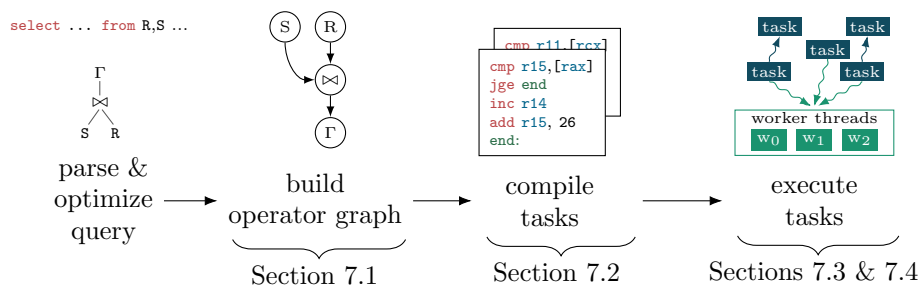 select ... from R,S ...
Γ
⋈
S R
parse &
optimize
query
S R
⋈
Γ
build
operator graph
Section 7.1
cmp r11,[rcx]
cmp r15,[rax]
jge end
inc r14
add r15, 26
end:
compile
tasks
Section 7.2
task task
task
task task
worker threads
w0 w1 w2
execute
tasks
Sections 7.3 & 7.4